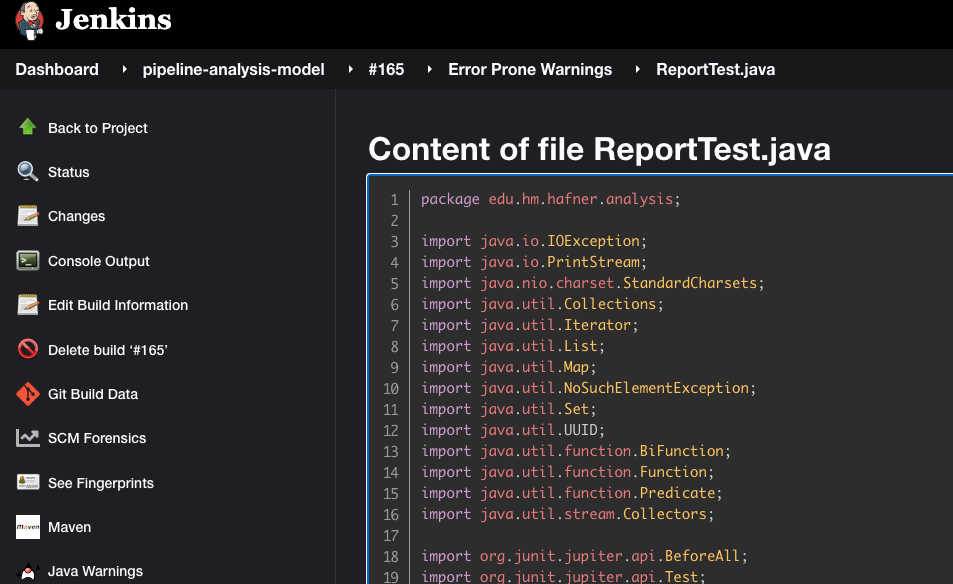 Jenkins
Dashboard pipeline-analysis-model #165 Error Prone Warnings ReportTest.java
Back to Project
Status
Changes
Console Output
Edit Build Information
Delete build ‘#165’
Git Build Data
SCM Forensics
See Fingerprints
Maven
Maven
Java Warnings
Content of file ReportTest.java
1 package edu.hm.hafner.analysis;
2
3 import java.io.IOException;
4 import java.io.PrintStream;
5 import java.nio.charset.StandardCharsets;
6 import java.util.Collections;
7 import java.util.Iterator;
8 import java.util.List;
9 import java.util.Map;
10 import java.util.NoSuchElementException;
11 import java.util.Set;
12 import java.util.UUID;
13 import java.util.function.BiFunction;
14 import java.util.function.Function;
15 import java.util.function.Predicate;
16 import java.util.stream.Collectors;
17
18 import org.junit.jupiter.api.BeforeAll;
19 import org.junit.jupiter.api.Test;